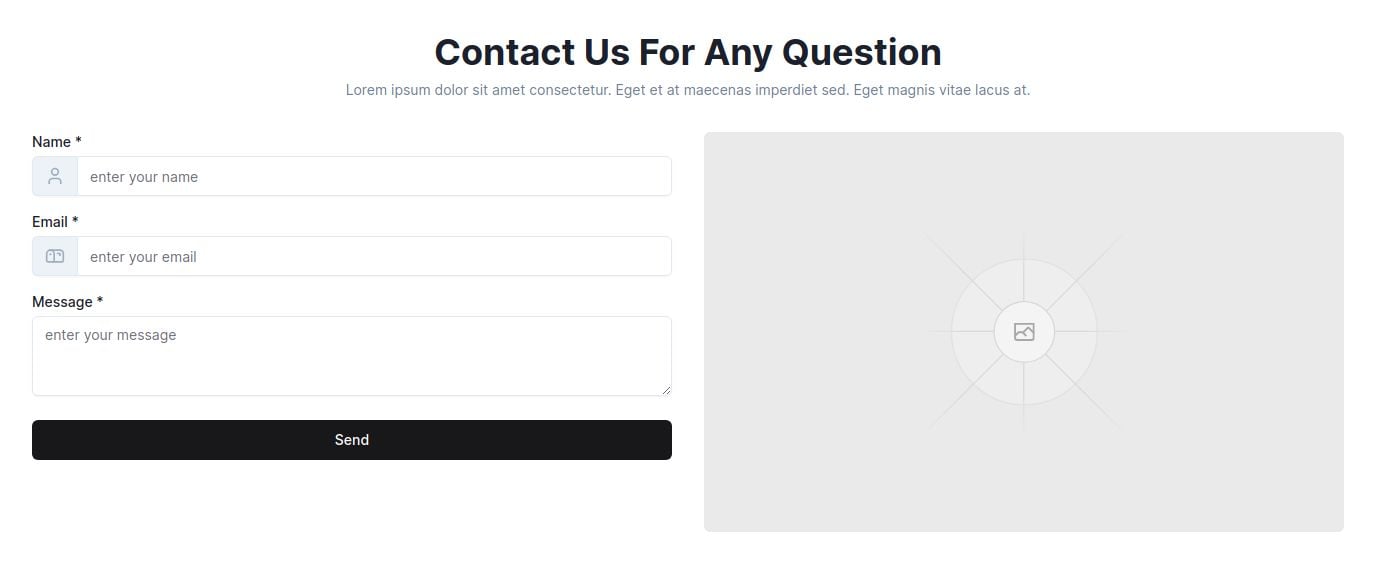 Contact Us For Any Question
Lorem ipsum dolor sit amet consectetur. Eget et at maecenas imperdiet sed. Eget magnis vitae lacus at.
Name *
enter your name
Email *
enter your email
Message *
enter your message
Send